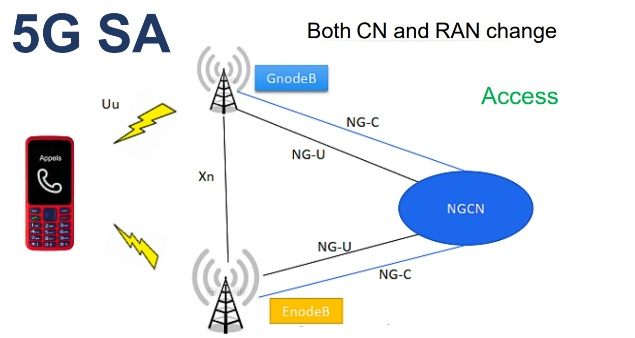 5G SA
Both CN and RAN change
GnodeB
Access
Uu
NG-C
NG-U
Appels
Xn
NGCN
NG-U
NG-C
EnodeB